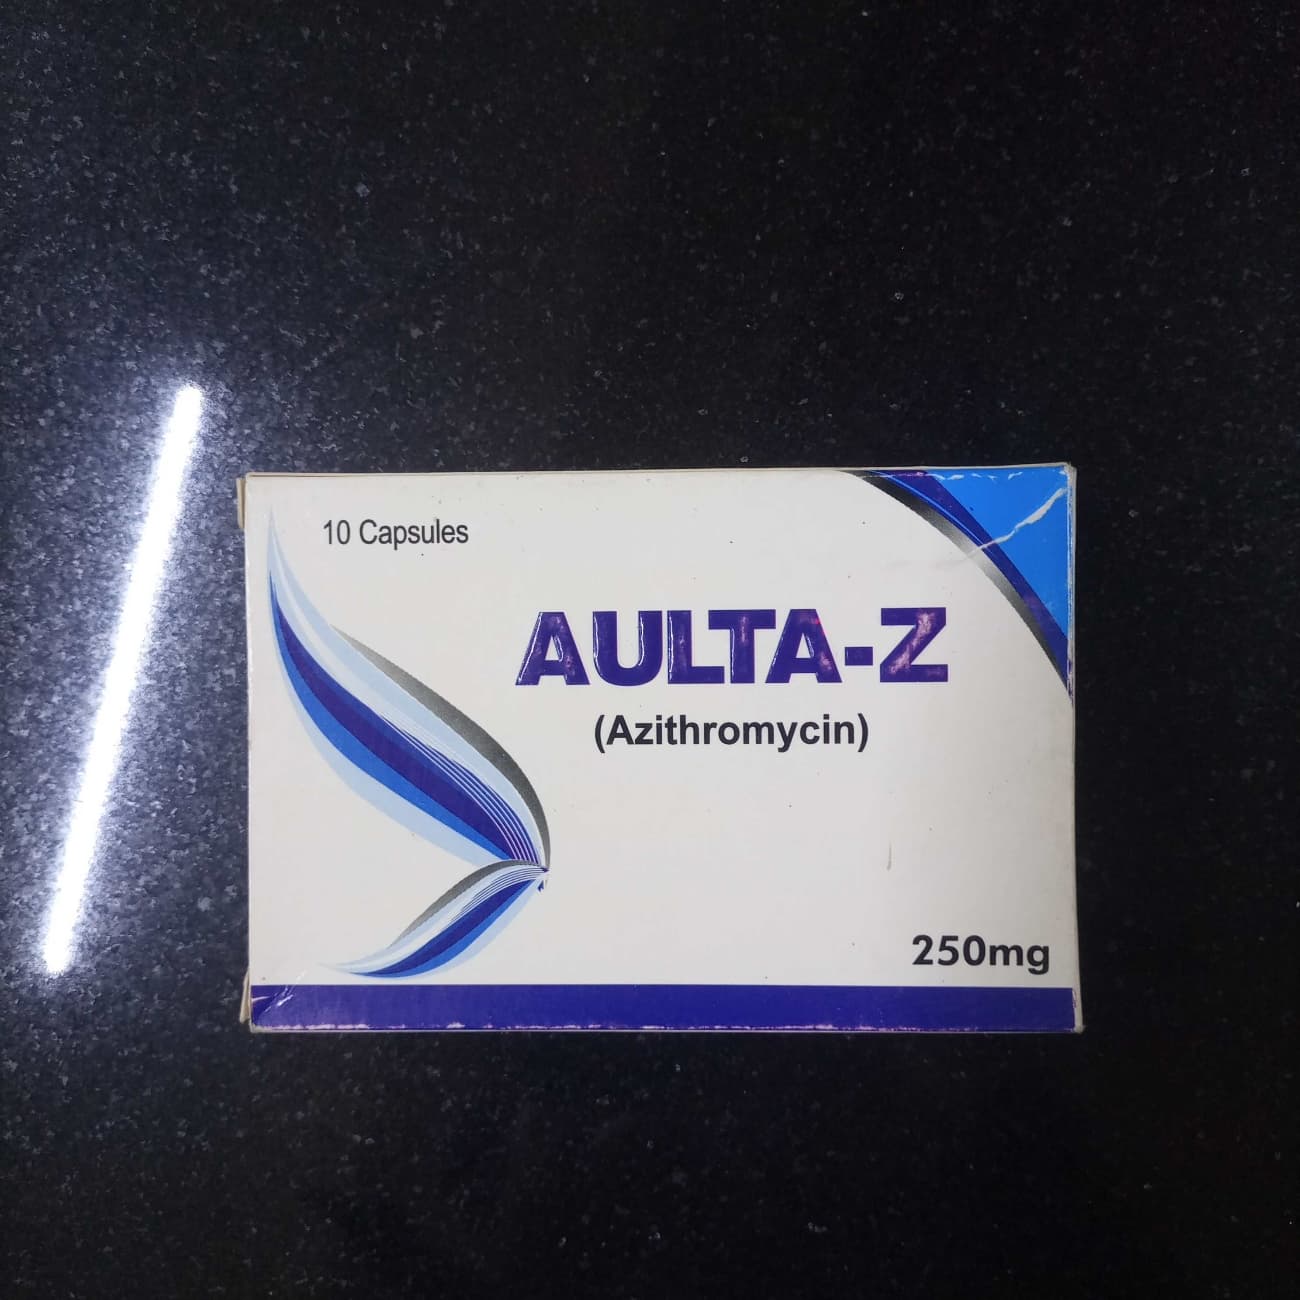 10 Capsules
AULTA-Z
(Azithromycin)
250mg